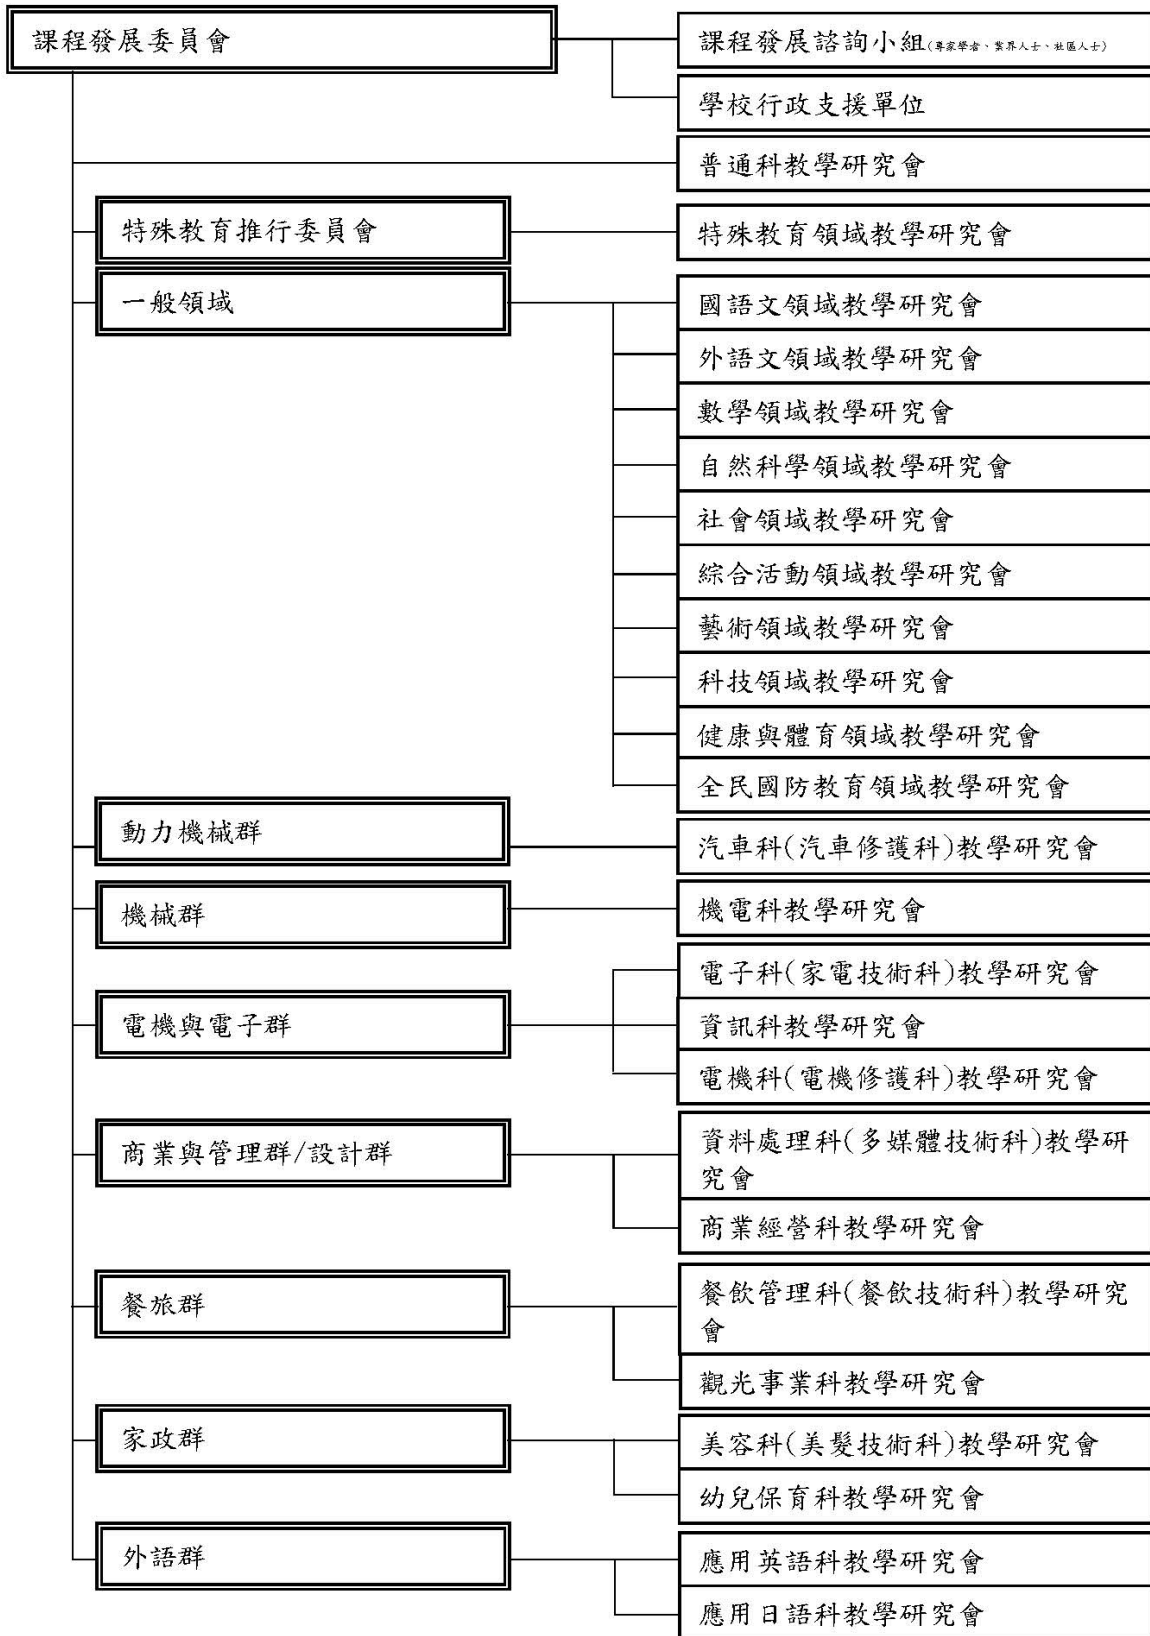 課程發展委員會
課程發展諮詢小組(專家學者、業界人士、社區人士)
學校行政支援單位
普通科教學研究會
特殊教育推行委員會
特殊教育領域教學研究會
一般領域
國語文領域教學研究會
外語文領域教學研究會
數學領域教學研究會
自然科學領域教學研究會
社會領域教學研究會
綜合活動領域教學研究會
藝術領域教學研究會
科技領域教學研究會
健康與體育領域教學研究會
全民國防教育領域教學研究會
動力機械群
汽車科(汽車修護科)教學研究會
機械群
機電科教學研究會
電機與電子群
電子科(家電技術科)教學研究會
資訊科教學研究會
電機科(電機修護科)教學研究會
商業與管理群/設計群
資料處理科(多媒體技術科)教學研
究會
商業經營科教學研究會
餐旅群
餐飲管理科(餐飲技術科)教學研究
會
觀光事業科教學研究會
家政群
美容科(美髮技術科)教學研究會
幼兒保育科教學研究會
外語群
應用英語科教學研究會
應用日語科教學研究會